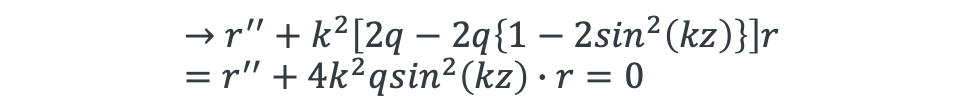 → r′′ + k²[2q − 2q{1 − 2sin²(kz)}]r
= r′′ + 4k²qsin²(kz) · r = 0